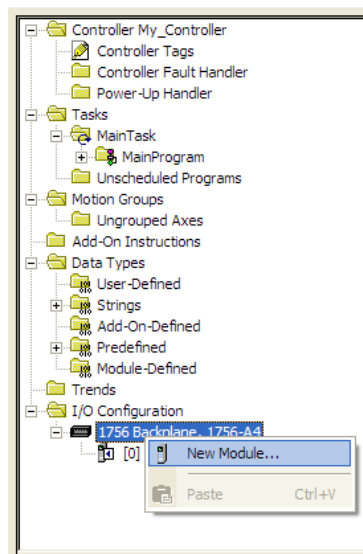 Controller My_Controller
Controller Tags
Controller Fault Handler
Power-Up Handler
Tasks
MainTask
MainProgram
Unscheduled Programs
Motion Groups
Ungrouped Axes
Add-On Instructions
Data Types
User-Defined
Strings
Add-On-Defined
Predefined
Module-Defined
Trends
I/O Configuration
1756 Backplane, 1756-A4
[0]
New Module...
Paste Ctrl+V